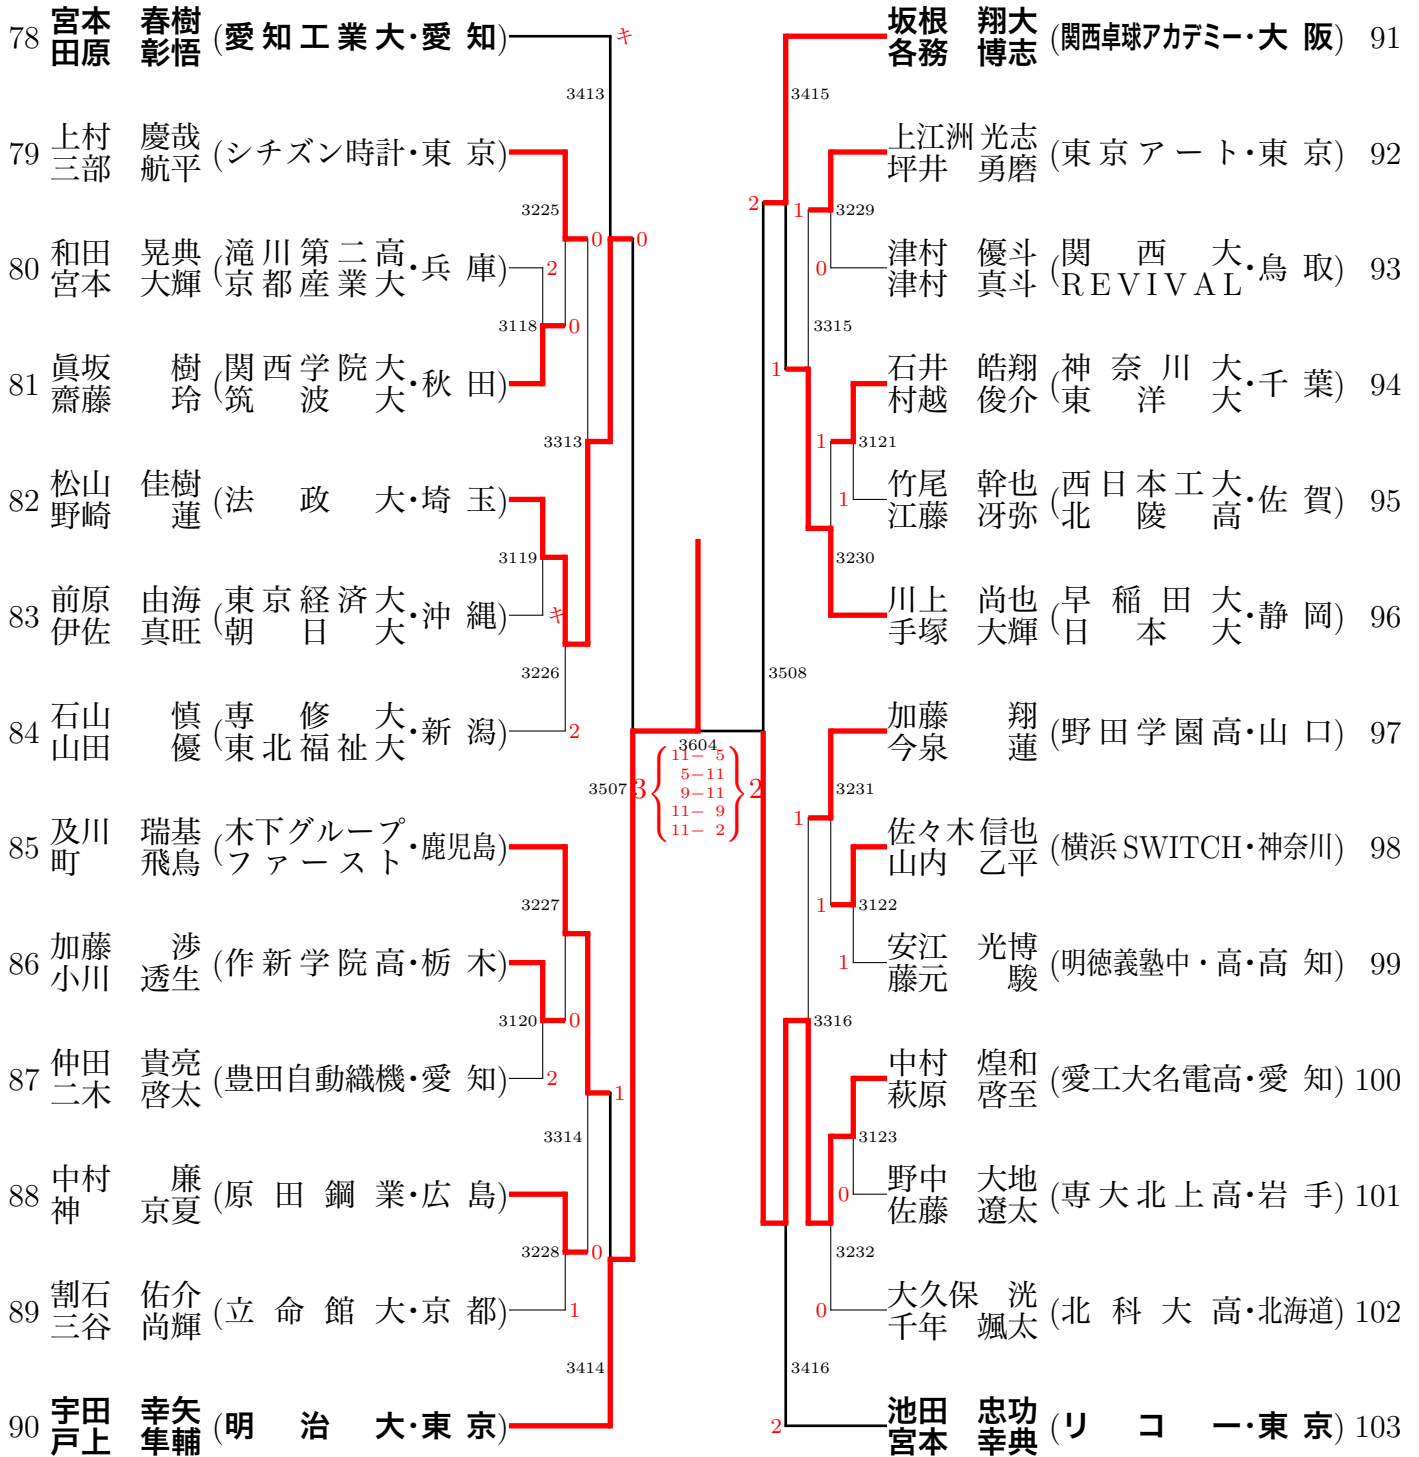 78 宮本 春樹 田原 彰悟 (愛知工業大・愛知)
79 上村 慶哉 三部 航平 (シチズン時計・東京)
80 和田 晃典 宮本 大輝 (滝川第二高 京都産業大・兵庫)
81 眞坂 樹 齋藤 玲 (関西学院大 筑波大・秋田)
82 松山 佳樹 野崎 蓮 (法政大・埼玉)
83 前原 由海 伊佐 真旺 (東京経済大 朝日大・沖縄)
84 石山 慎 山田 優 (専修大 東北福祉大・新潟)
85 及川 瑞基 町 飛鳥 (木下グループ ファースト・鹿児島)
86 加藤 渉 小川 透生 (作新学院高・栃木)
87 仲田 貴亮 二木 啓太 (豊田自動織機・愛知)
88 中村 廉 神 京夏 (原田鋼業・広島)
89 割石 佑介 三谷 尚輝 (立命館大・京都)
90 宇田 幸矢 戸上 隼輔 (明治大・東京)
キ
3413
3225
0
0
2
3118
0
3313
3119
キ
3226
2
3507
3227
3120
0
2
1
3314
3228
0
1
3414
3604
3
11- 5
5-11
9-11
11- 9
11- 2
2
坂根 翔大 各務 博志 (関西卓球アカデミー・大阪) 91
上江洲 光志 坪井 勇磨 (東京アート・東京) 92
津村 優斗 津村 真斗 (関西大 REVIVAL・鳥取) 93
石井 皓翔 村越 俊介 (神奈川大 東洋大・千葉) 94
竹尾 幹也 江藤 冴弥 (西日本工大 北陵高・佐賀) 95
川上 尚也 手塚 大輝 (早稲田大 日本大・静岡) 96
加藤 翔 今泉 蓮 (野田学園高・山口) 97
佐々木 信也 山内 乙平 (横浜 SWITCH・神奈川) 98
安江 光博 藤元 駿 (明徳義塾中・高・高知) 99
中村 煌和 萩原 啓至 (愛工大名電高・愛知) 100
野中 大地 佐藤 遼太 (専大北上高・岩手) 101
大久保 洸 千年 颯太 (北科大高・北海道) 102
池田 忠功 宮本 幸典 (リコー・東京) 103
3415
2
1
3229
0
3315
1
1
3121
1
3230
3508
3231
1
1
3122
1
3316
3123
0
3232
0
3416
2